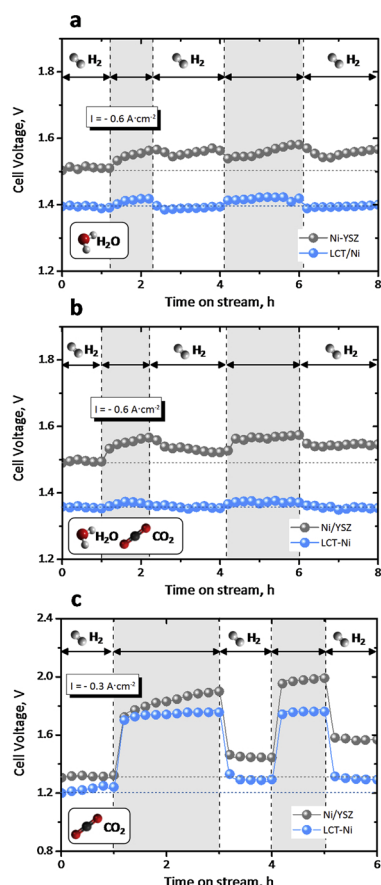 a
H2 H2 H2
I = - 0.6 A·cm-2
Cell Voltage, V
1.8
1.6
1.4
1.2
H2O
Ni-YSZ
LCT/Ni
0 2 4 6 8
Time on stream, h
b
H2 H2 H2
I = - 0.6 A·cm-2
Cell Voltage, V
1.8
1.6
1.4
1.2
H2O CO2
Ni/YSZ
LCT-Ni
0 2 4 6 8
Time on stream, h
c
H2 H2 H2
I = - 0.3 A·cm-2
Cell Voltage, V
2.4
2.0
1.6
1.2
0.8
CO2
Ni/YSZ
LCT-Ni
0 1 2 3 4 5 6
Time on stream, h